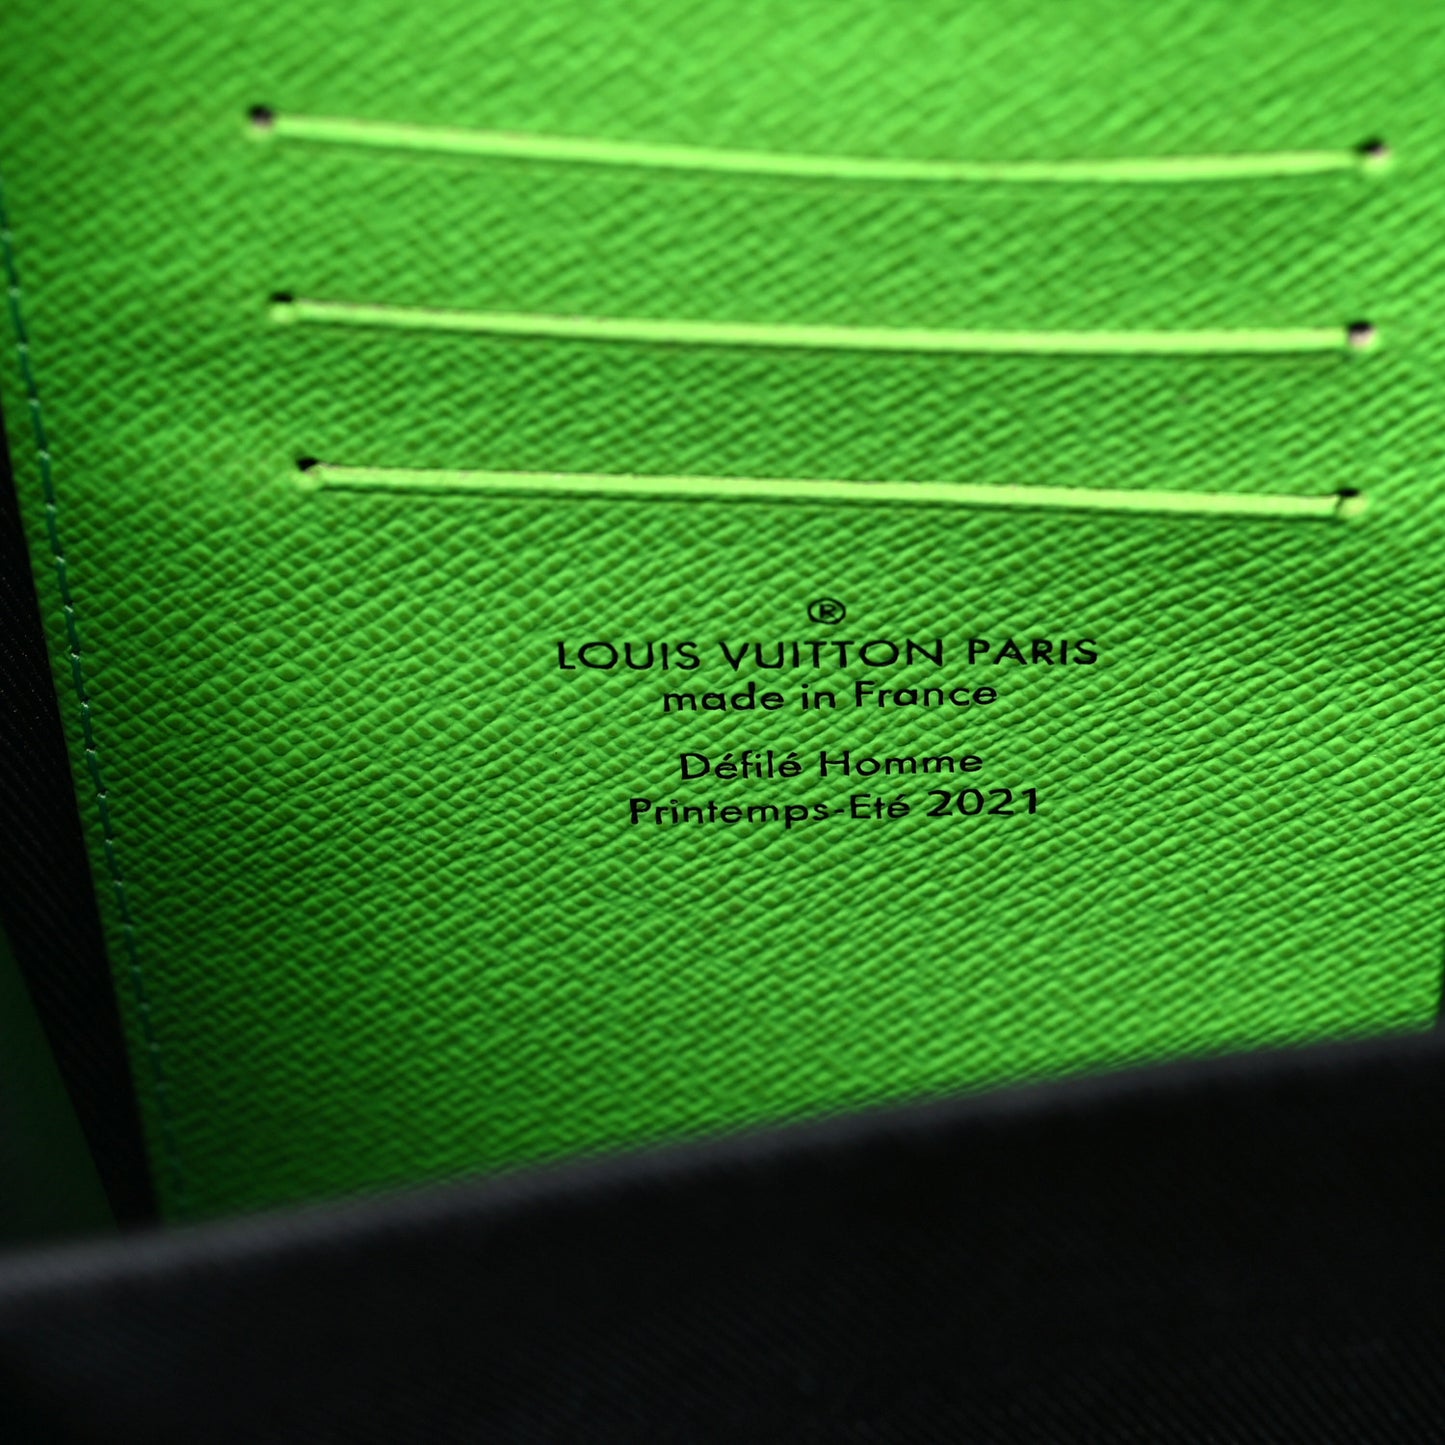 ®
LOUIS VUITTON PARIS
made in France
Défilé Homme
Printemps-Eté 2021